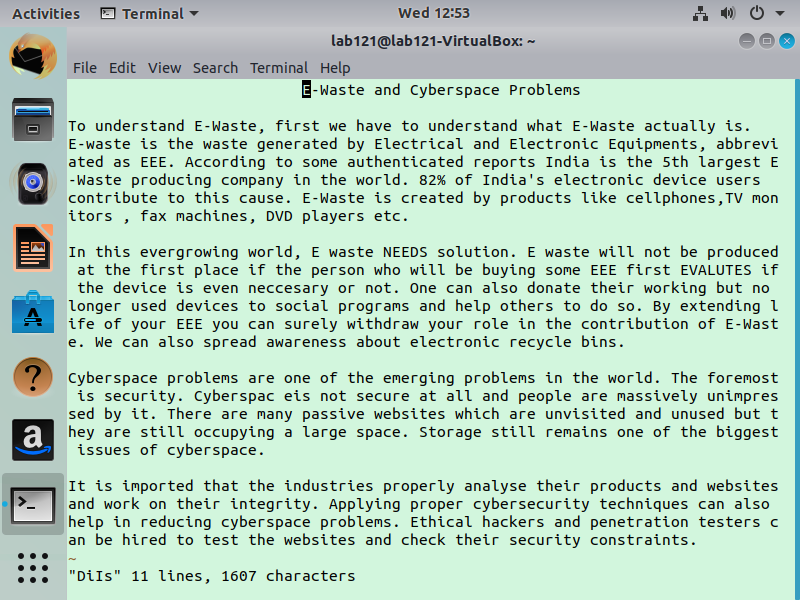 Activities Terminal Wed 12:53
lab121@lab121-VirtualBox: ~
File Edit View Search Terminal Help
E-Waste and Cyberspace Problems
To understand E-Waste, first we have to understand what E-Waste actually is.
E-waste is the waste generated by Electrical and Electronic Equipments, abbrevi
ated as EEE. According to some authenticated reports India is the 5th largest E
-Waste producing company in the world. 82% of India's electronic device users
contribute to this cause. E-Waste is created by products like cellphones,TV mon
itors , fax machines, DVD players etc.
In this evergrowing world, E waste NEEDS solution. E waste will not be produced
at the first place if the person who will be buying some EEE first EVALUTES if
the device is even neccesary or not. One can also donate their working but no
longer used devices to social programs and help others to do so. By extending l
ife of your EEE you can surely withdraw your role in the contribution of E-Wast
e. We can also spread awareness about electronic recycle bins.
Cyberspace problems are one of the emerging problems in the world. The foremost
is security. Cyberspac eis not secure at all and people are massively unimpres
sed by it. There are many passive websites which are unvisited and unused but t
hey are still occupying a large space. Storage still remains one of the biggest
issues of cyberspace.
It is imported that the industries properly analyse their products and websites
and work on their integrity. Applying proper cybersecurity techniques can also
help in reducing cyberspace problems. Ethical hackers and penetration testers c
an be hired to test the websites and check their security constraints.
~
"DiIs" 11 lines, 1607 characters